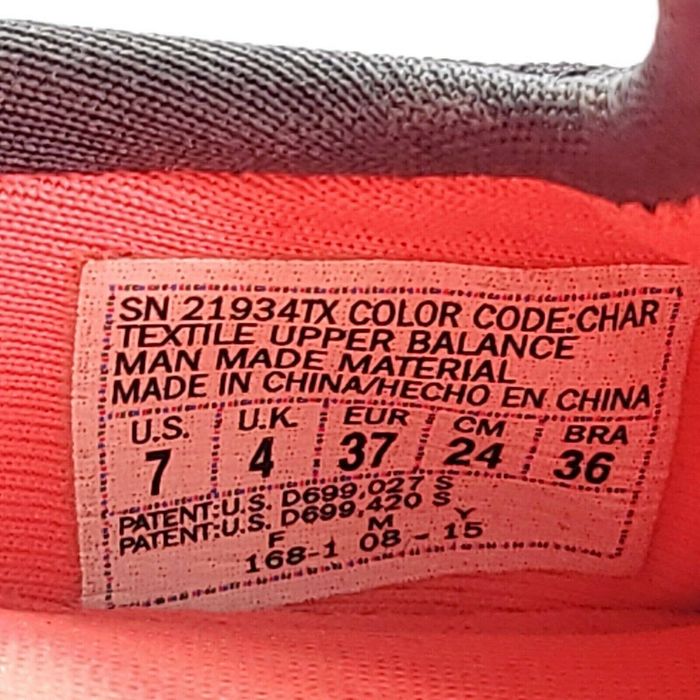 SN 21934TX COLOR CODE:CHAR
TEXTILE UPPER BALANCE
MAN MADE MATERIAL
MADE IN CHINA/HECHO EN CHINA
U.S. U.K. EUR CM BRA
7 4 37 24 36
PATENT:U.S. D699,027 S
PATENT:U.S. D699,420 S
F M Y
168-1 08 - 15